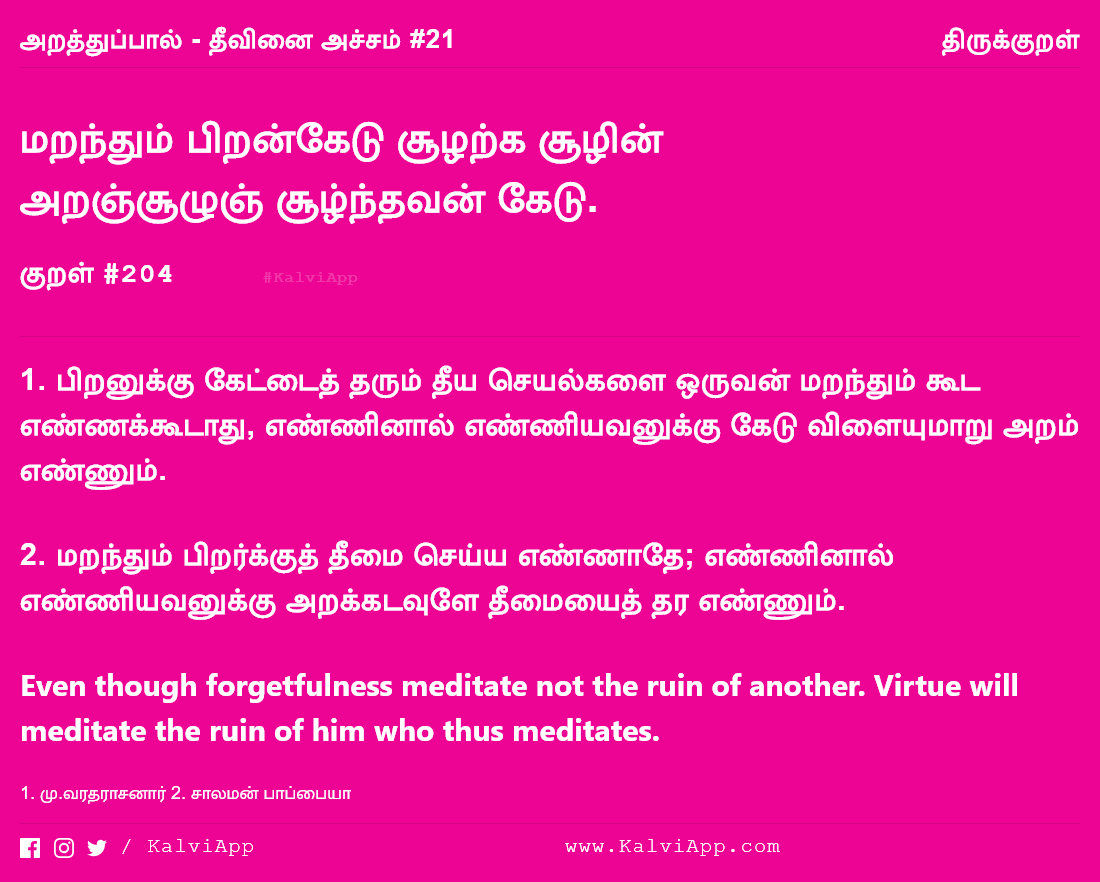 அறத்துப்பால் - தீவினை அச்சம் #21
திருக்குறள்
மறந்தும் பிறன்கேடு சூழற்க சூழின்
அறஞ்சூழுஞ் சூழ்ந்தவன் கேடு.
குறள் #204
#KalviApp
1. பிறனுக்கு கேட்டைத் தரும் தீய செயல்களை ஒருவன் மறந்தும் கூட
எண்ணக்கூடாது, எண்ணினால் எண்ணியவனுக்கு கேடு விளையுமாறு அறம்
எண்ணும்.
2. மறந்தும் பிறர்க்குத் தீமை செய்ய எண்ணாதே; எண்ணினால்
எண்ணியவனுக்கு அறக்கடவுளே தீமையைத் தர எண்ணும்.
Even though forgetfulness meditate not the ruin of another. Virtue will
meditate the ruin of him who thus meditates.
1. மு.வரதராசனார் 2. சாலமன் பாப்பையா
/ KalviApp
www.KalviApp.com